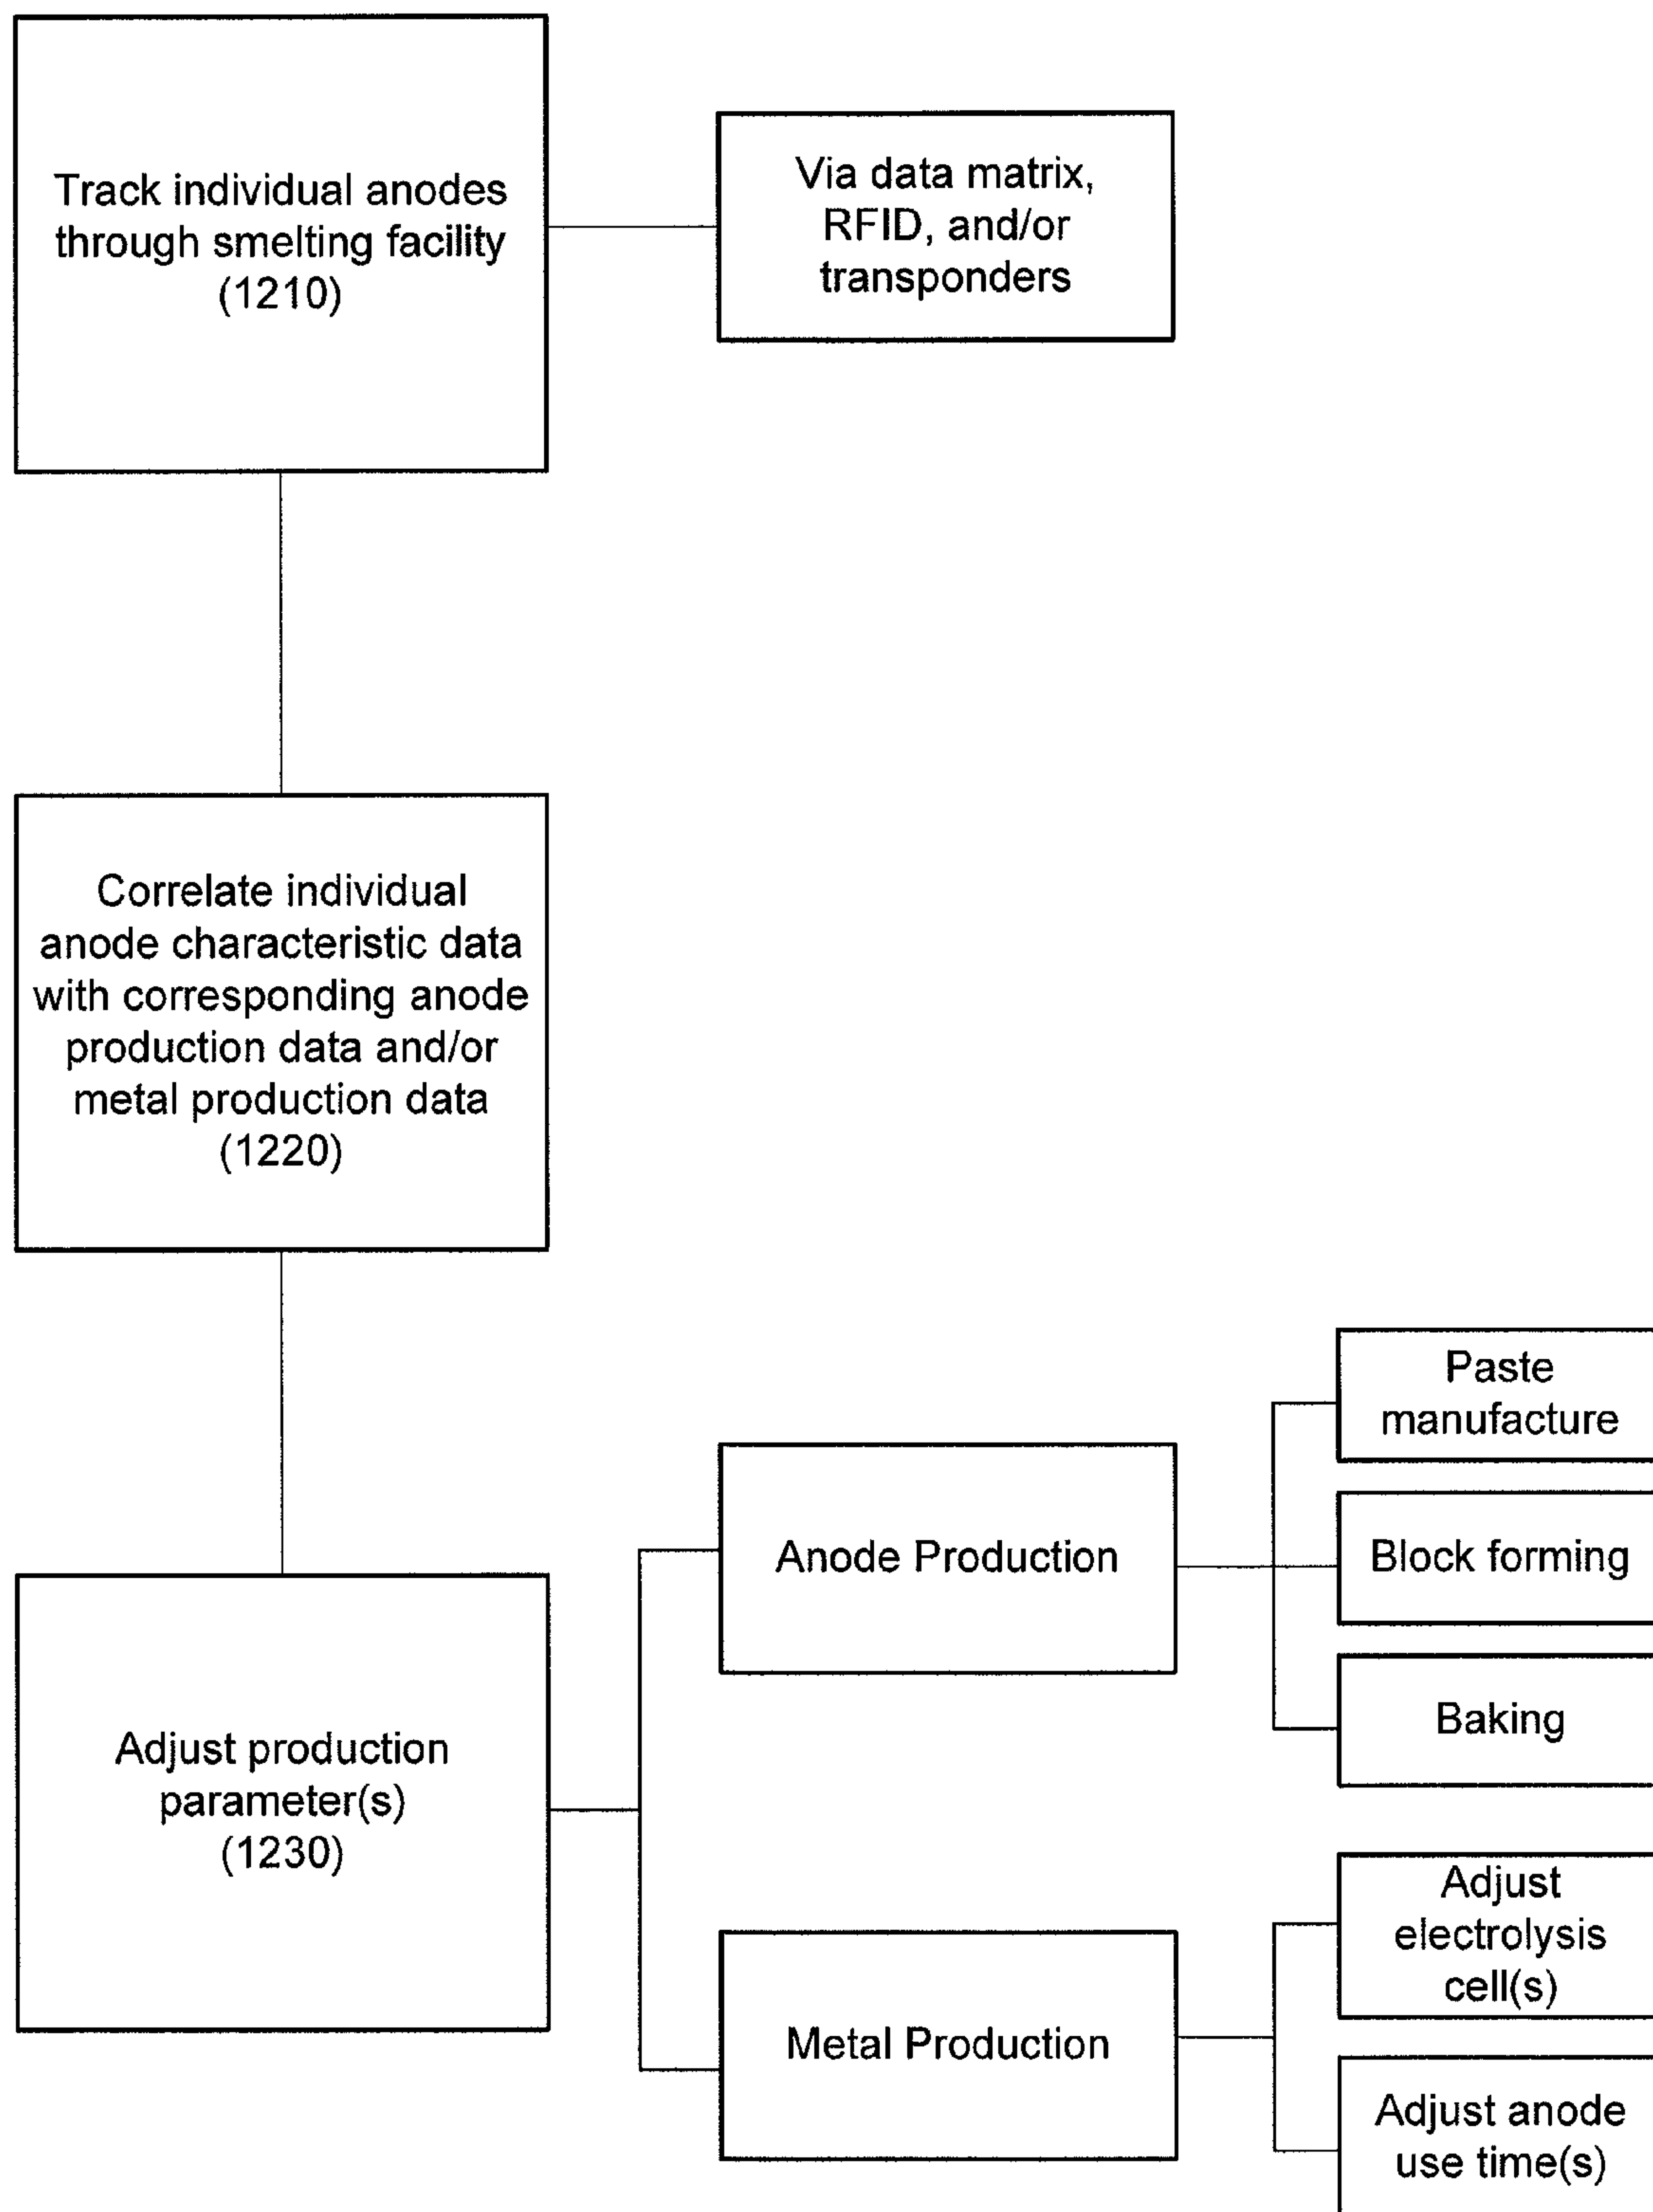 Track individual anodes
through smelting facility
(1210)
Via data matrix,
RFID, and/or
transponders
Correlate individual
anode characteristic data
with corresponding anode
production data and/or
metal production data
(1220)
Adjust production
parameter(s)
(1230)
Anode Production
Paste
manufacture
Block forming
Baking
Metal Production
Adjust
electrolysis
cell(s)
Adjust anode
use time(s)